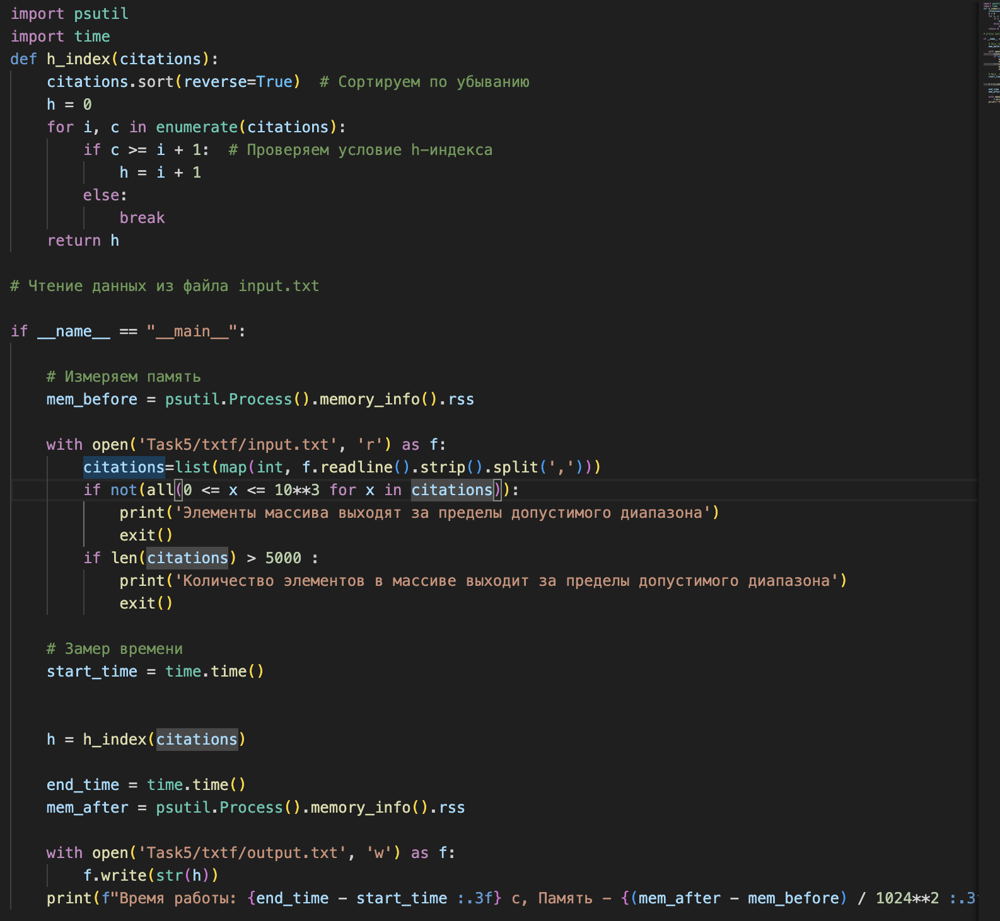 import psutil
import time
def h_index(citations):
    citations.sort(reverse=True)  # Сортируем по убыванию
    h = 0
    for i, c in enumerate(citations):
        if c >= i + 1:  # Проверяем условие h-индекса
            h = i + 1
        else:
            break
    return h

# Чтение данных из файла input.txt

if __name__ == "__main__":

    # Измеряем память
    mem_before = psutil.Process().memory_info().rss

    with open('Task5/txtf/input.txt', 'r') as f:
        citations=list(map(int, f.readline().strip().split(',')))
        if not(all(0 <= x <= 10**3 for x in citations)):
            print('Элементы массива выходят за пределы допустимого диапазона')
            exit()
        if len(citations) > 5000 :
            print('Количество элементов в массиве выходит за пределы допустимого диапазона')
            exit()

    # Замер времени
    start_time = time.time()


    h = h_index(citations)

    end_time = time.time()
    mem_after = psutil.Process().memory_info().rss

    with open('Task5/txtf/output.txt', 'w') as f:
        f.write(str(h))
    print(f"Время работы: {end_time - start_time :.3f} с, Память - {(mem_after - mem_before) / 1024**2 :.3